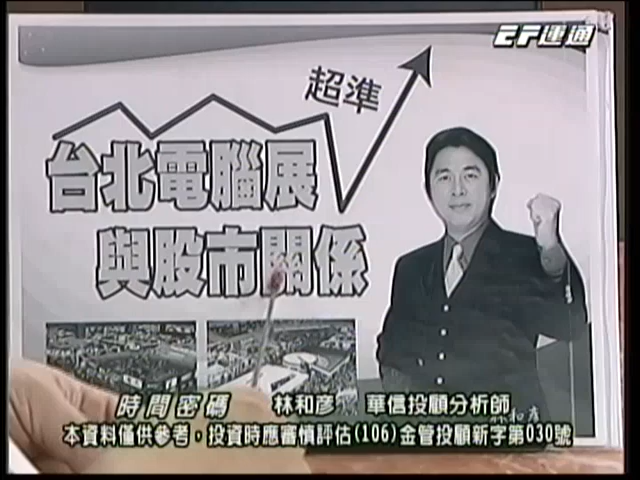 EF運通
超準
台北電腦展
與股市關係
時間密碼 林和彥 華信投顧分析師
本資料僅供參考，投資時應審慎評估(106)金管投顧新字第030號